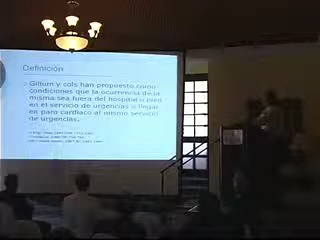 Definición
Gillum y cols han propuesto como
condiciones que la ocurrencia de la
misma sea fuera del hospital o bien
en el servicio de urgencias o llegar
en paro cardiaco al mismo servicio
de urgencias.